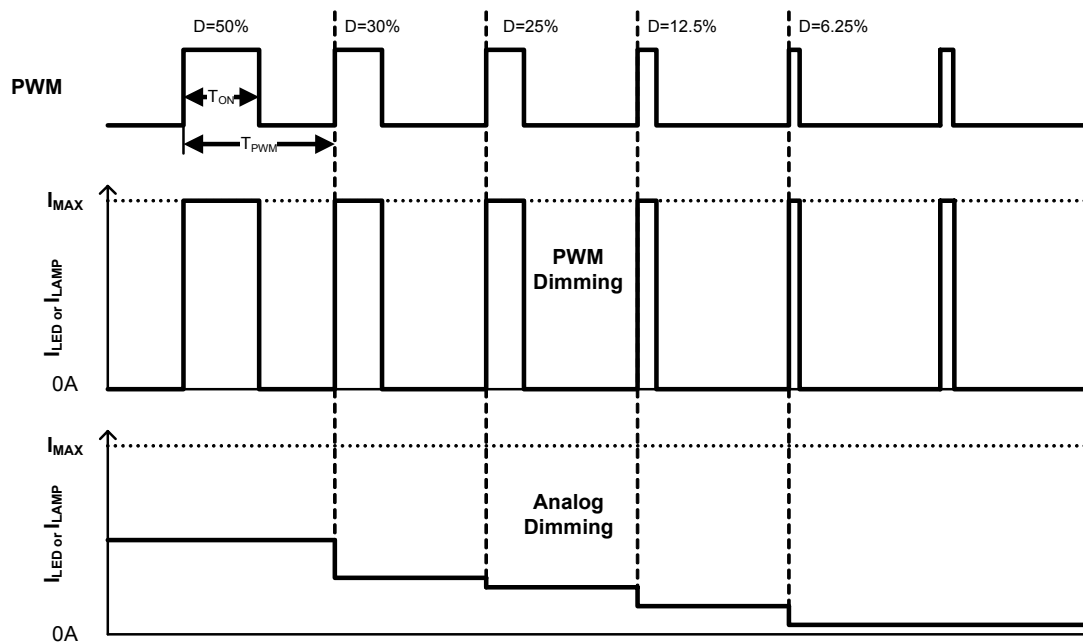 D=50% D=30% D=25% D=12.5% D=6.25%
PWM
TON
TPWM
IMAX
ILED or ILAMP
PWM
Dimming
0A
IMAX
ILED or ILAMP
Analog
Dimming
0A